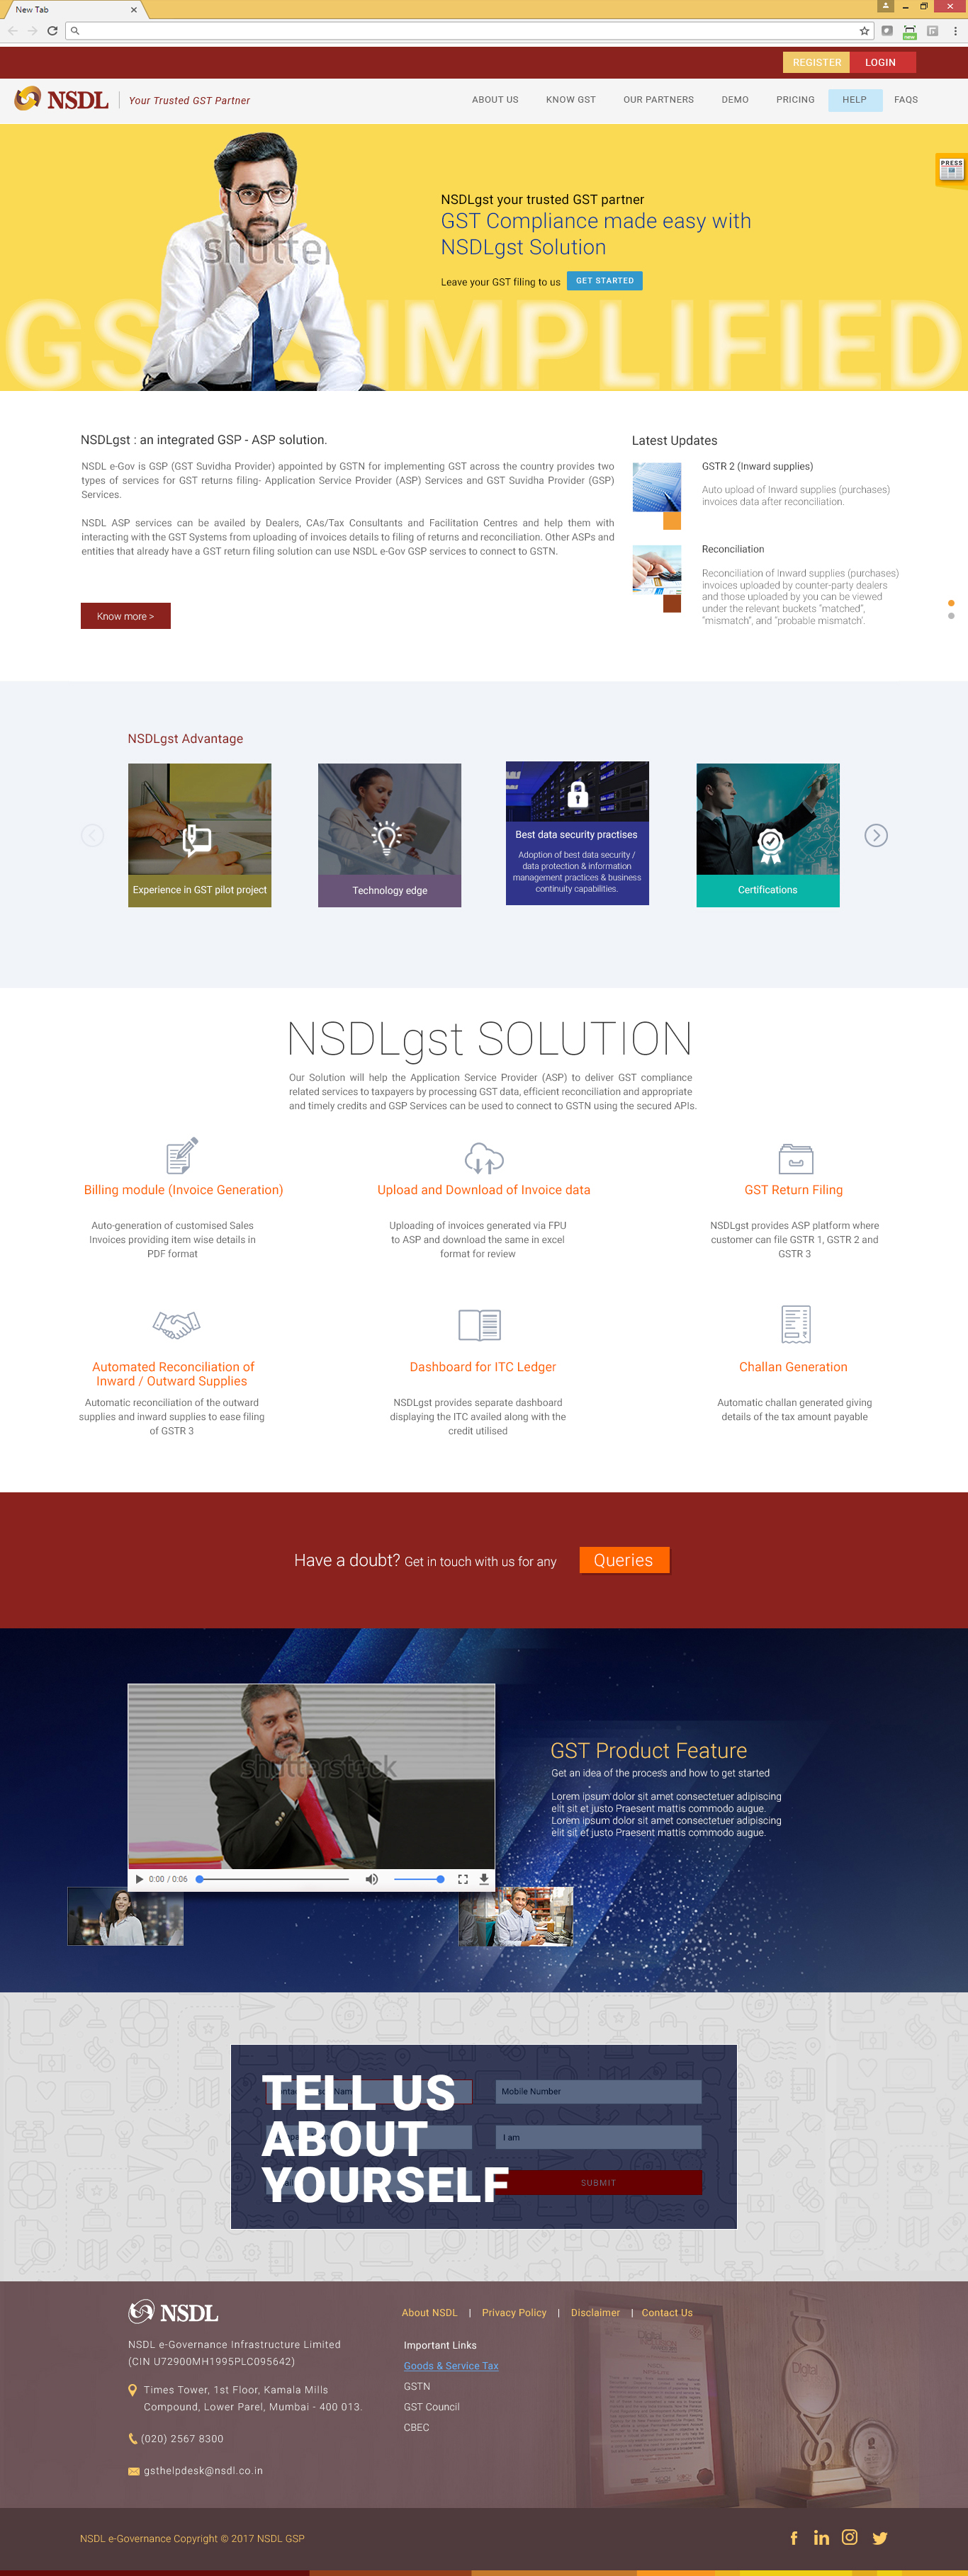 New Tab
REGISTER LOGIN
NSDL Your Trusted GST Partner
ABOUT US KNOW GST OUR PARTNERS DEMO PRICING HELP FAQS
PRESS
NSDLgst your trusted GST partner
GST Compliance made easy with
NSDLgst Solution
Leave your GST filing to us GET STARTED
shutter
GS IMPLIFIED
NSDLgst : an integrated GSP - ASP solution.
NSDL e-Gov is GSP (GST Suvidha Provider) appointed by GSTN for implementing GST across the country provides two
types of services for GST returns filing- Application Service Provider (ASP) Services and GST Suvidha Provider (GSP)
Services.
NSDL ASP services can be availed by Dealers, CAs/Tax Consultants and Facilitation Centres and help them with
interacting with the GST Systems from uploading of invoices details to filing of returns and reconciliation. Other ASPs and
entities that already have a GST return filing solution can use NSDL e-Gov GSP services to connect to GSTN.
Know more >
Latest Updates
GSTR 2 (Inward supplies)
Auto upload of Inward supplies (purchases)
invoices data after reconciliation.
Reconciliation
Reconciliation of Inward supplies (purchases)
invoices uploaded by counter-party dealers
and those uploaded by you can be viewed
under the relevant buckets "matched",
"mismatch", and "probable mismatch'.
NSDLgst Advantage
Experience in GST pilot project
Technology edge
Best data security practises
Adoption of best data security /
data protection & information
management practices & business
continuity capabilities.
Certifications
NSDLgst SOLUTION
Our Solution will help the Application Service Provider (ASP) to deliver GST compliance
related services to taxpayers by processing GST data, efficient reconciliation and appropriate
and timely credits and GSP Services can be used to connect to GSTN using the secured APIs.
Billing module (Invoice Generation)
Auto-generation of customised Sales
Invoices providing item wise details in
PDF format
Upload and Download of Invoice data
Uploading of invoices generated via FPU
to ASP and download the same in excel
format for review
GST Return Filing
NSDLgst provides ASP platform where
customer can file GSTR 1, GSTR 2 and
GSTR 3
Automated Reconciliation of
Inward / Outward Supplies
Automatic reconciliation of the outward
supplies and inward supplies to ease filing
of GSTR 3
Dashboard for ITC Ledger
NSDLgst provides separate dashboard
displaying the ITC availed along with the
credit utilised
Challan Generation
Automatic challan generated giving
details of the tax amount payable
Have a doubt? Get in touch with us for any Queries
shutterstock
0:00 / 0:06
GST Product Feature
Get an idea of the process and how to get started
Lorem ipsum dolor sit amet consectetuer adipiscing
elit sit et justo Praesent mattis commodo augue.
Lorem ipsum dolor sit amet consectetuer adipiscing
elit sit et justo Praesent mattis commodo augue.
TELL US
ABOUT
YOURSELF
Mobile Number
I am
SUBMIT
NSDL
NSDL e-Governance Infrastructure Limited
(CIN U72900MH1995PLC095642)
Times Tower, 1st Floor, Kamala Mills
Compound, Lower Parel, Mumbai - 400 013.
(020) 2567 8300
gsthelpdesk@nsdl.co.in
About NSDL | Privacy Policy | Disclaimer | Contact Us
Important Links
Goods & Service Tax
GSTN
GST Council
CBEC
Digital
NSDL e-Governance Copyright © 2017 NSDL GSP